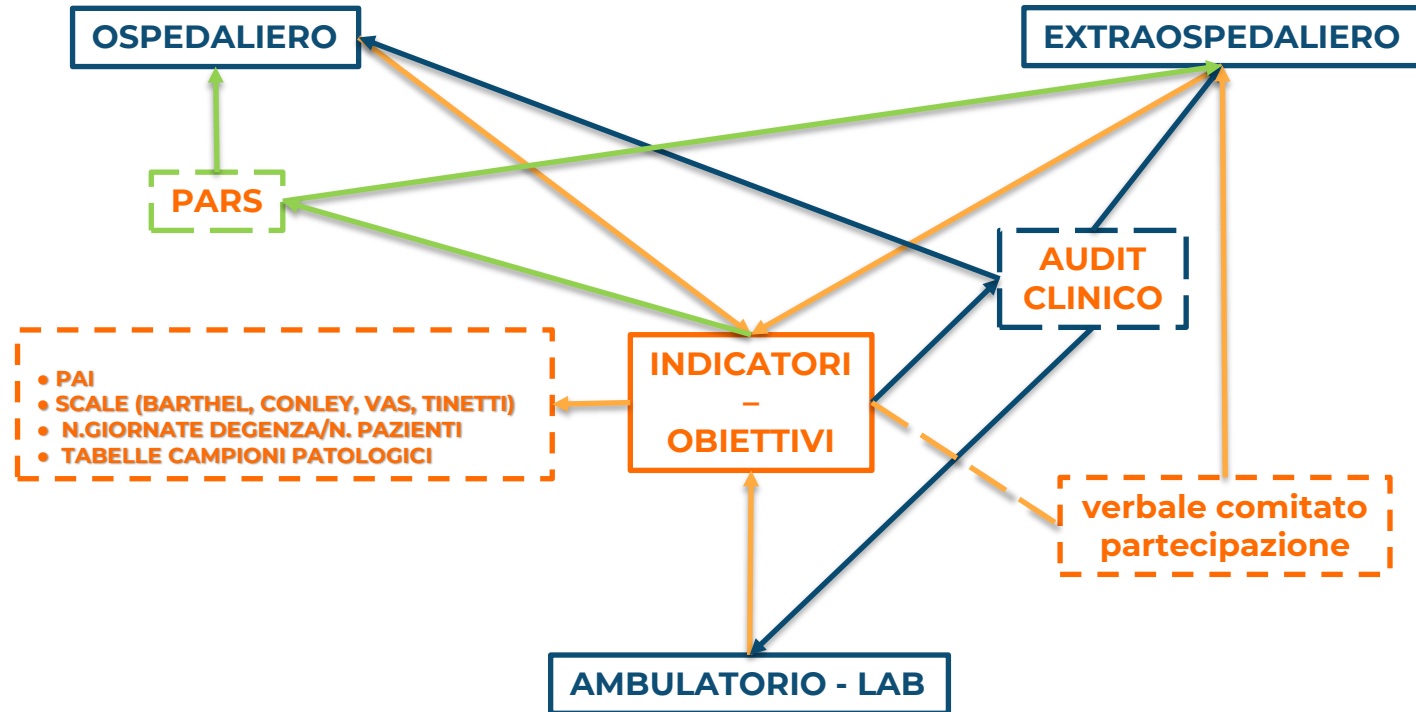 OSPEDALIERO
EXTRAOSPEDALIERO
PARS
AUDIT
CLINICO
INDICATORI
–
OBIETTIVI
● PAI
● SCALE (BARTHEL, CONLEY, VAS, TINETTI)
● N.GIORNATE DEGENZA/N. PAZIENTI
● TABELLE CAMPIONI PATOLOGICI
verbale comitato
partecipazione
AMBULATORIO - LAB